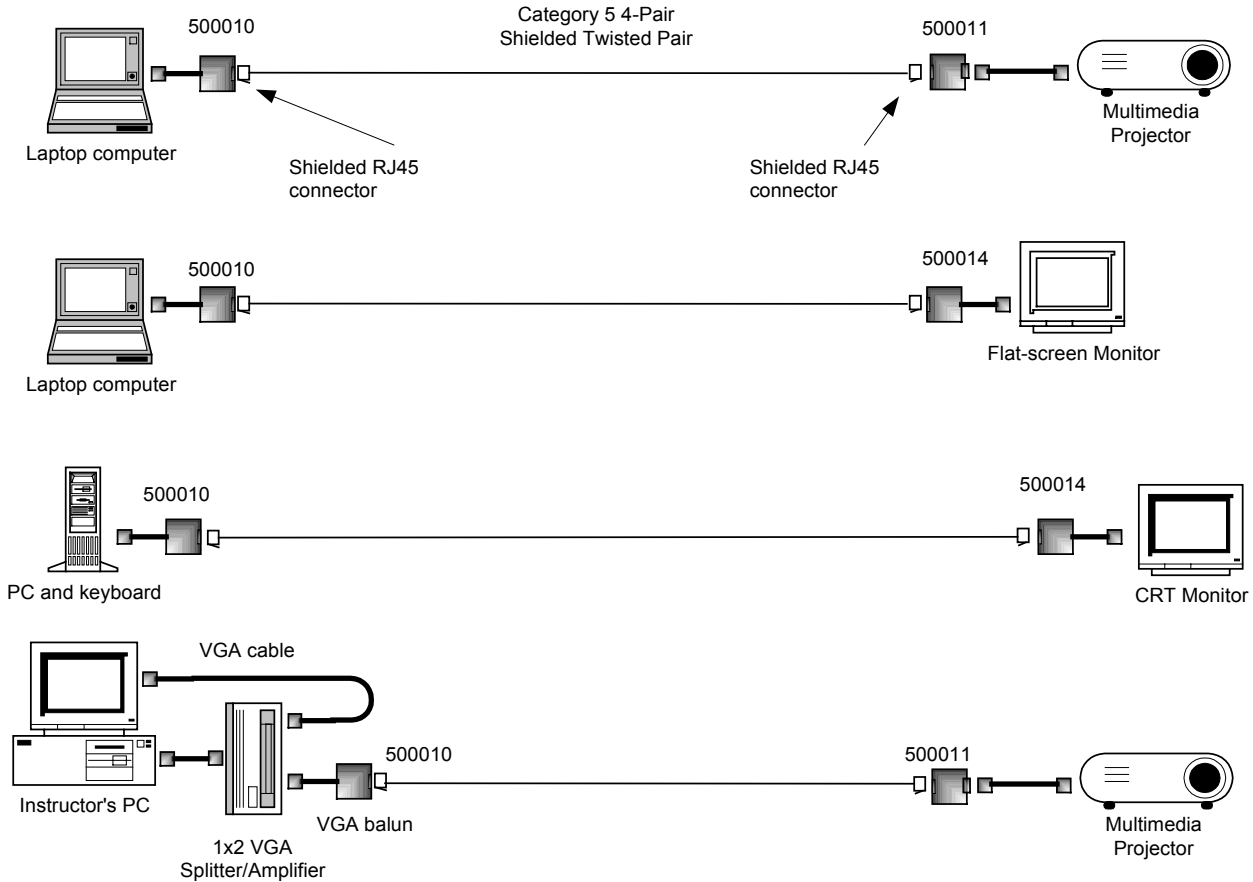 500010
Category 5 4-Pair
Shielded Twisted Pair
500011
Laptop computer
Shielded RJ45
connector
Shielded RJ45
connector
Multimedia
Projector
500010
500014
Laptop computer
Flat-screen Monitor
500010
500014
PC and keyboard
CRT Monitor
VGA cable
500010
500011
Instructor's PC
VGA balun
1x2 VGA
Splitter/Amplifier
Multimedia
Projector